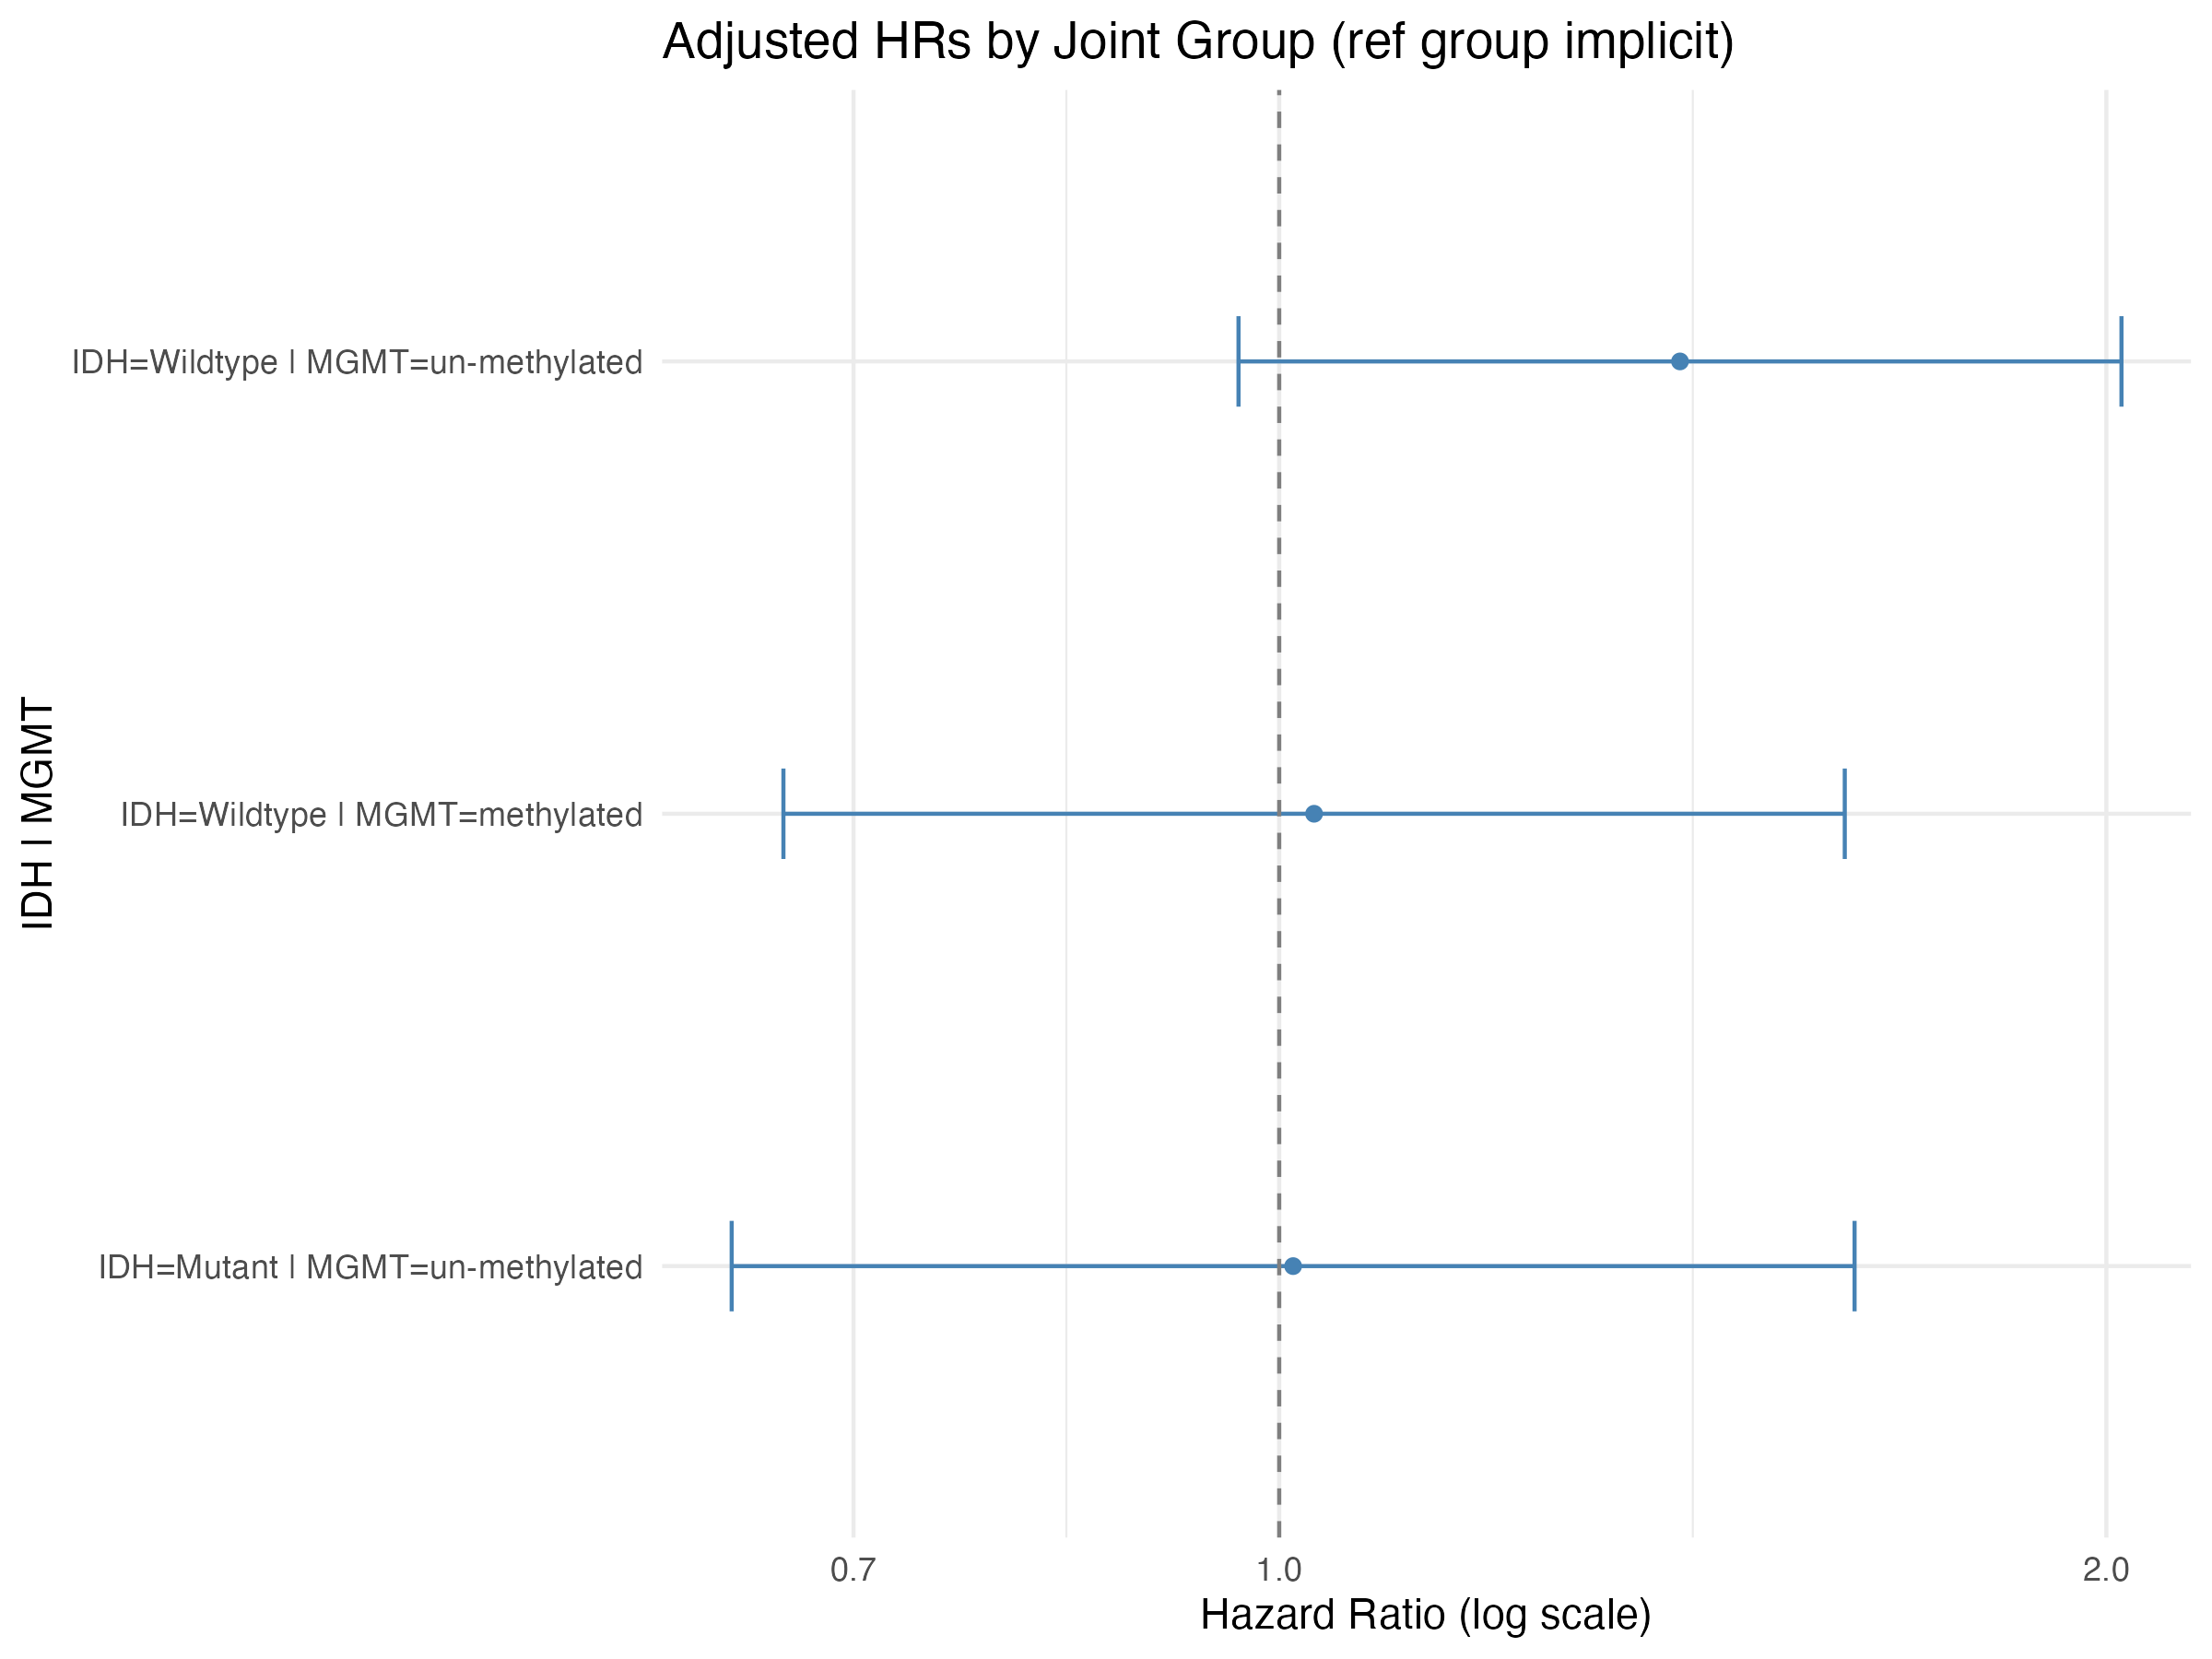 Adjusted HRs by Joint Group (ref group implicit)
IDH | MGMT
IDH=Wildtype | MGMT=un-methylated
IDH=Wildtype | MGMT=methylated
IDH=Mutant | MGMT=un-methylated
0.7 1.0 2.0
Hazard Ratio (log scale)